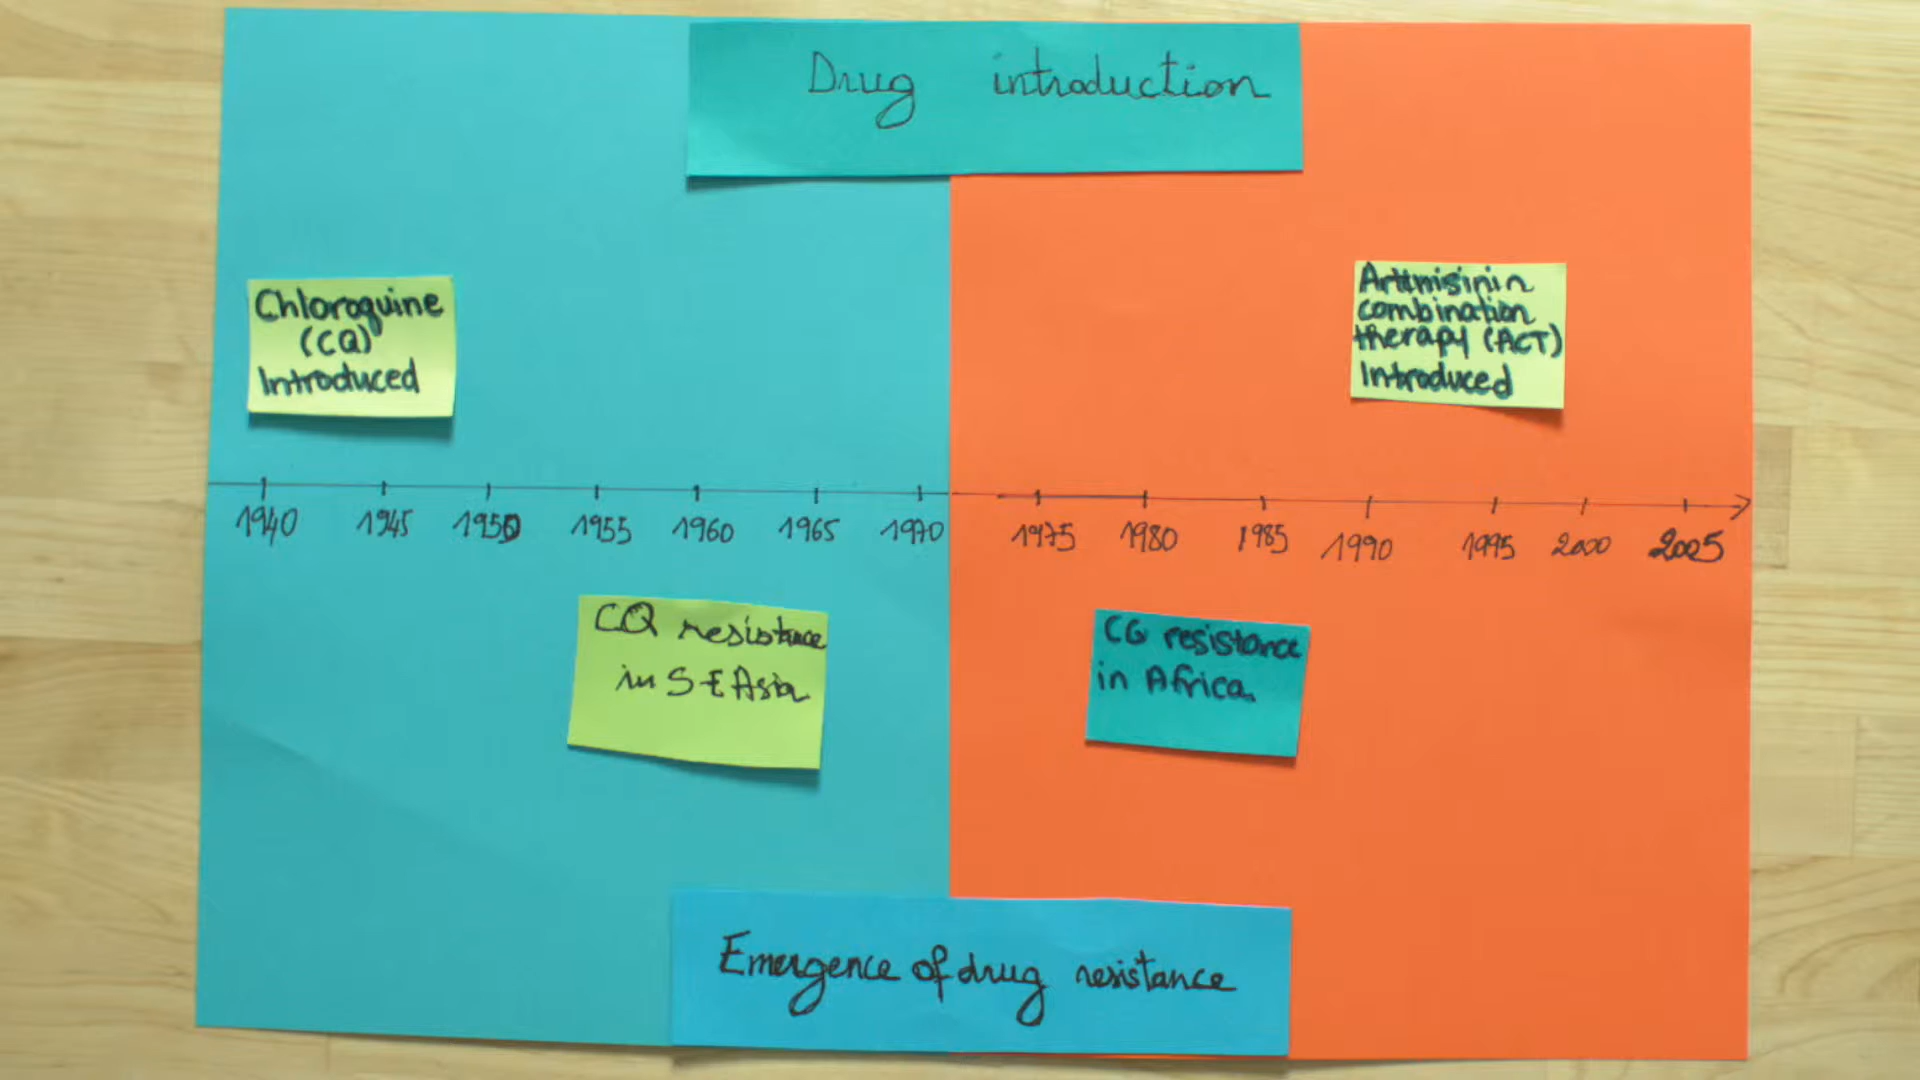 Drug introduction
Chloroquine
(CQ)
Introduced
Artemisinin
combination
therapy (ACT)
Introduced
1940 1945 1950 1955 1960 1965 1970 1975 1980 1985 1990 1995 2000 2005
CQ resistance
in SE Asia
CQ resistance
in Africa
Emergence of drug resistance